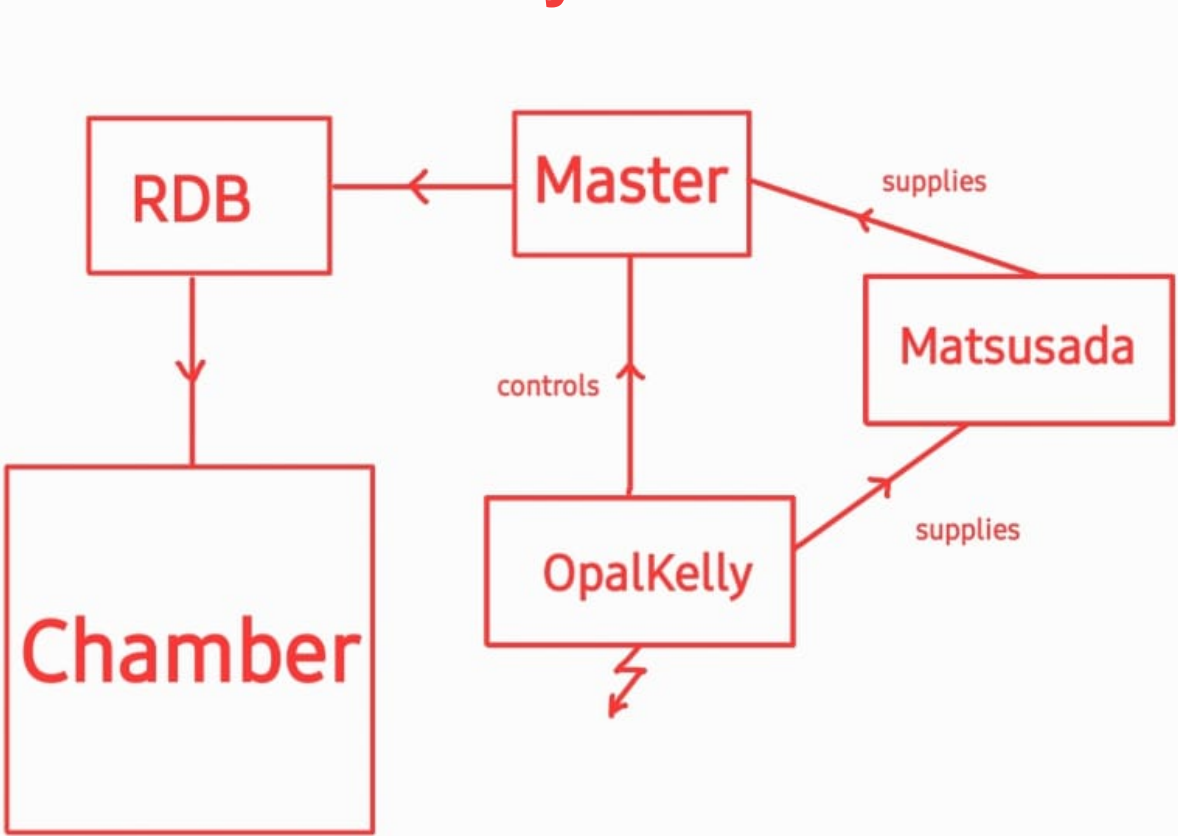 RDB
Master
supplies
Matsusada
controls
supplies
OpalKelly
Chamber